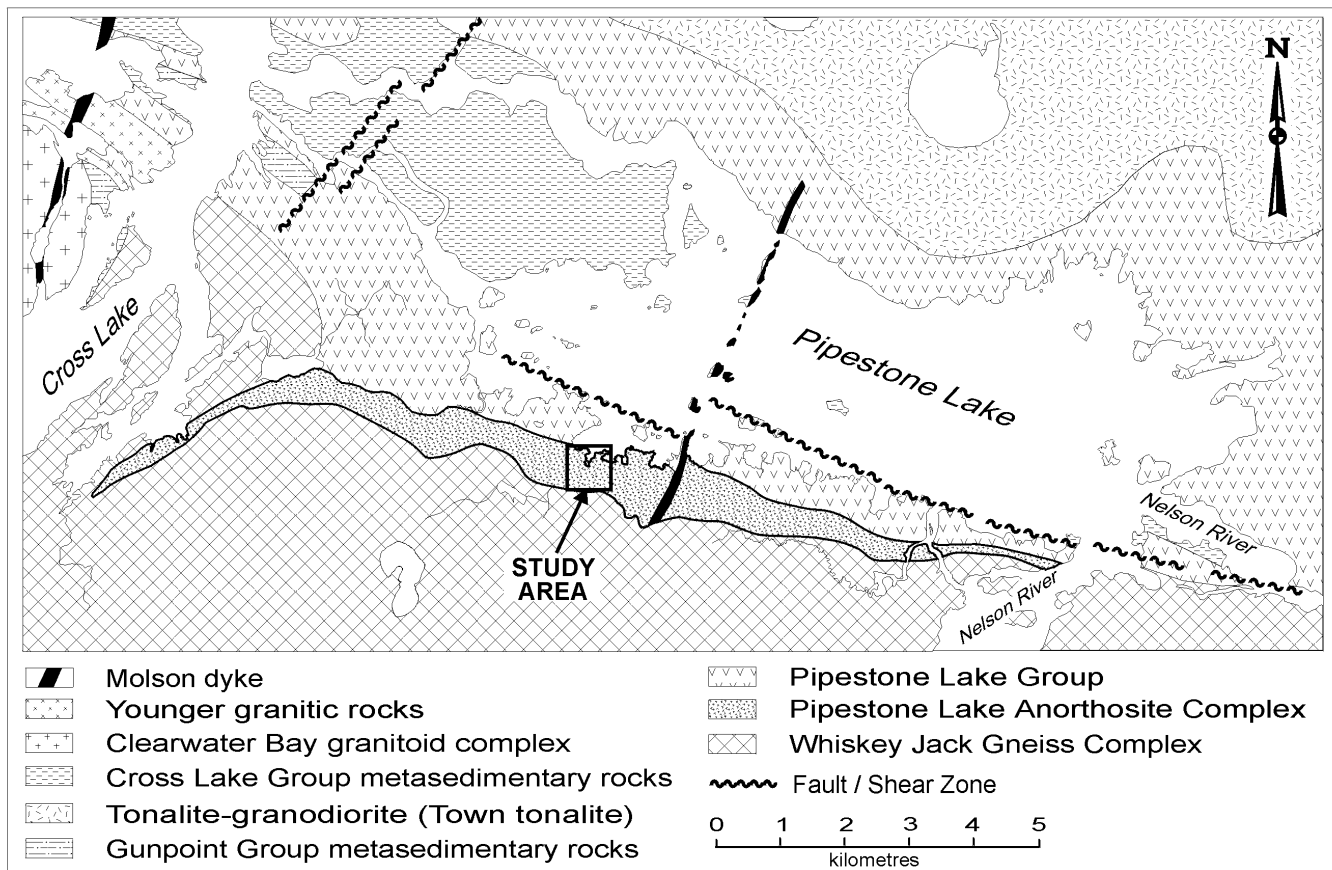 N
Cross Lake
Pipestone Lake
Nelson River
Nelson River
STUDY
AREA
Molson dyke
Younger granitic rocks
Clearwater Bay granitoid complex
Cross Lake Group metasedimentary rocks
Tonalite-granodiorite (Town tonalite)
Gunpoint Group metasedimentary rocks
Pipestone Lake Group
Pipestone Lake Anorthosite Complex
Whiskey Jack Gneiss Complex
Fault / Shear Zone
0 1 2 3 4 5
kilometres